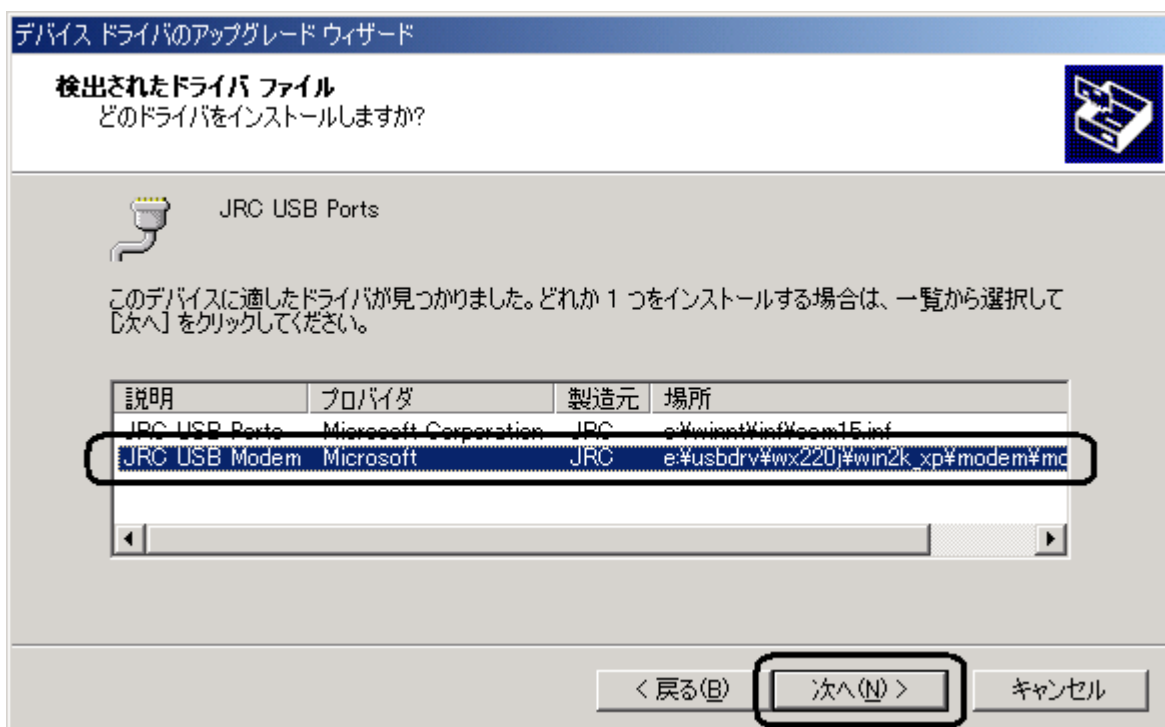 デバイス ドライバのアップグレード ウィザード
検出されたドライバ ファイル
どのドライバをインストールしますか?
JRC USB Ports
このデバイスに適したドライバが見つかりました。どれか 1 つをインストールする場合は、一覧から選択して
[次へ] をクリックしてください。
説明 プロバイダ 製造元 場所
JRC USB Ports Microsoft Corporation JRC e:¥winnt¥inf¥oem15.inf
JRC USB Modem Microsoft JRC e:¥usbdrv¥wx220j¥win2k_xp¥modem¥mc
< 戻る(B) 次へ(N) > キャンセル